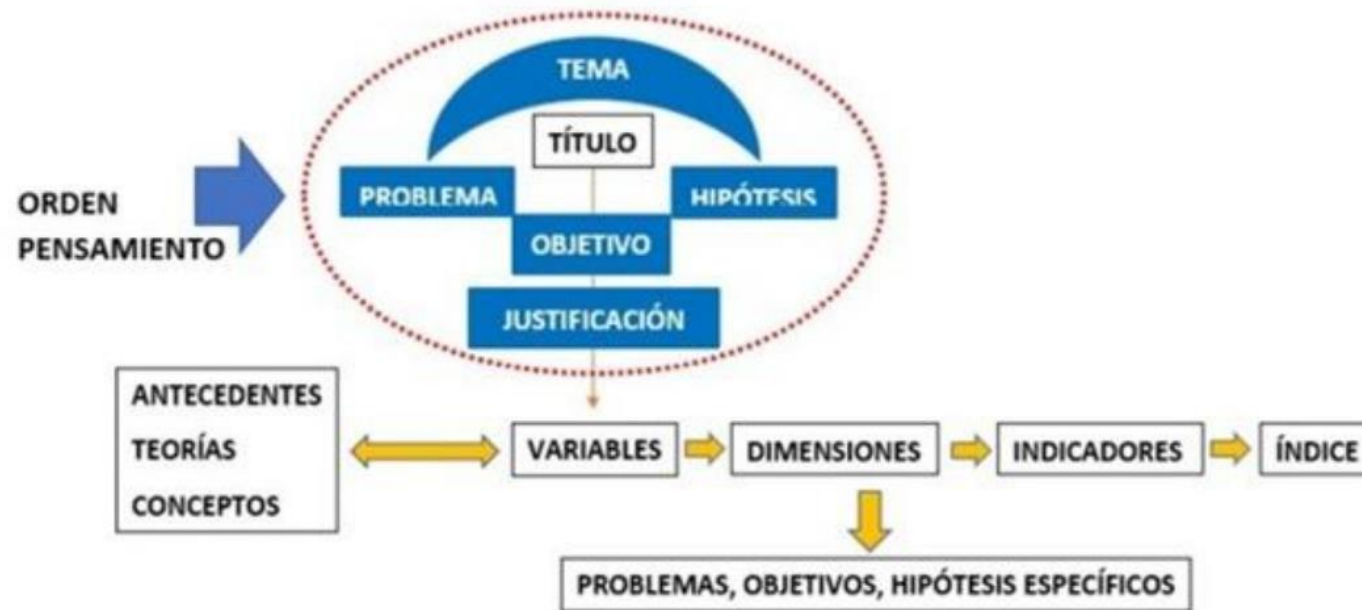 TEMA
TÍTULO
PROBLEMA
HIPÓTESIS
ORDEN
PENSAMIENTO
OBJETIVO
JUSTIFICACIÓN
ANTECEDENTES
TEORÍAS
CONCEPTOS
VARIABLES
DIMENSIONES
INDICADORES
ÍNDICE
PROBLEMAS, OBJETIVOS, HIPÓTESIS ESPECÍFICOS